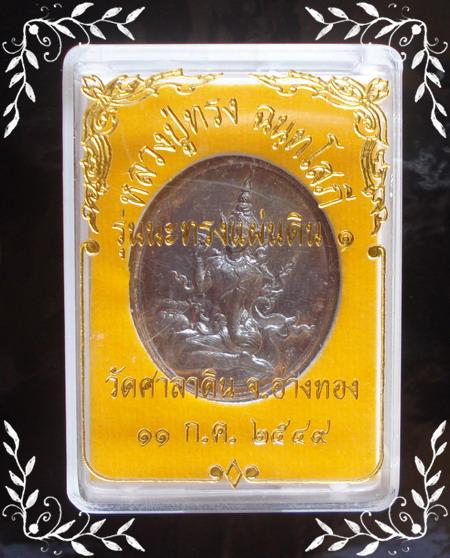 หลวงปู่ทรง ฉนฺทโสภี
รุ่นนะทรงแผ่นดิน ๑
วัดศาลาดิน จ.อ่างทอง
๑๑ ก.ค. ๒๕๔๙